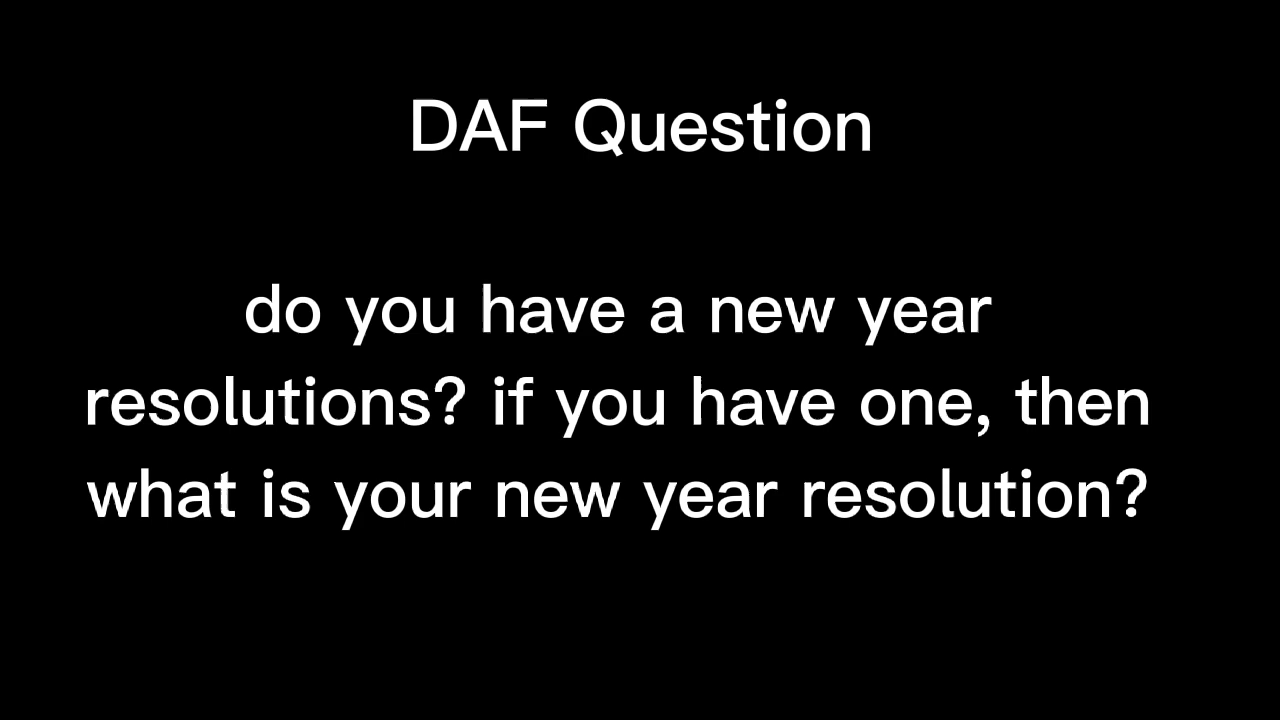 DAF Question
do you have a new year
resolutions? if you have one, then
what is your new year resolution?